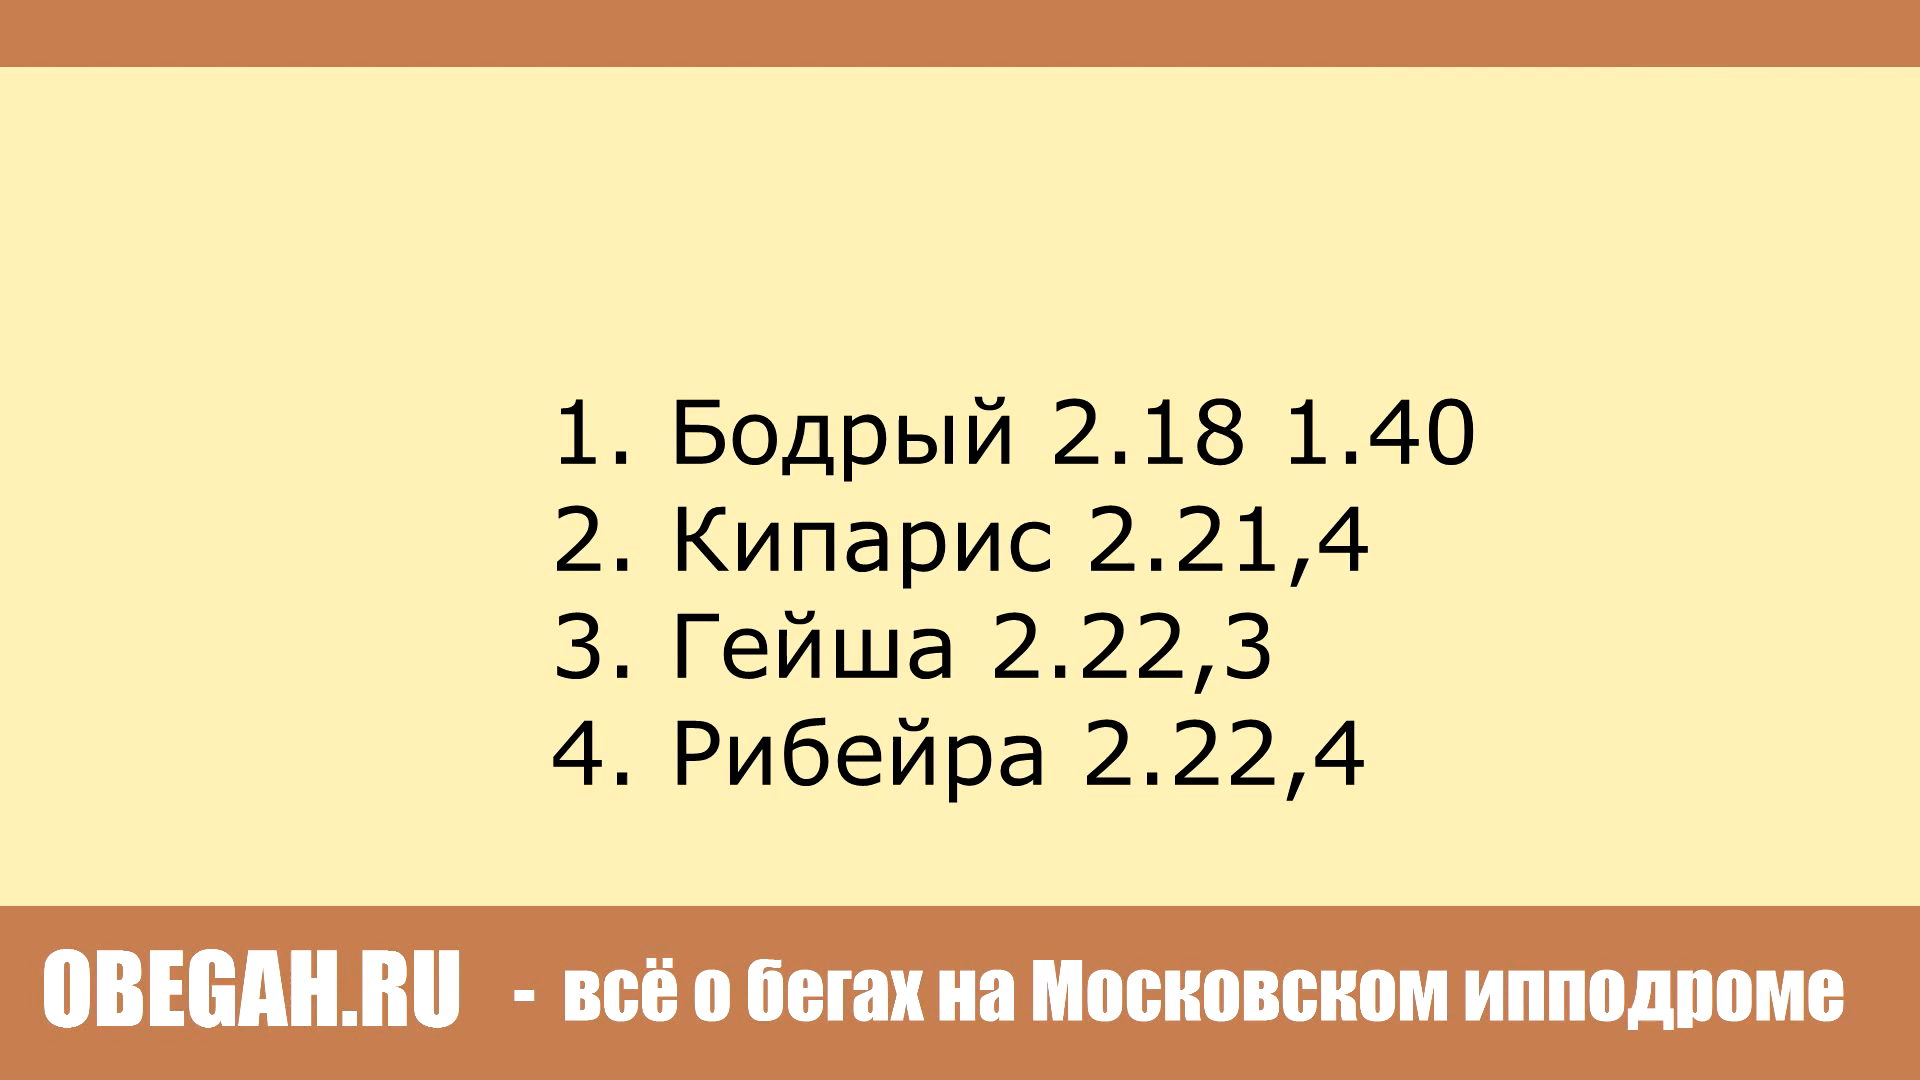 1. Бодрый 2.18 1.40
2. Кипарис 2.21,4
3. Гейша 2.22,3
4. Рибейра 2.22,4
OBEGAH.RU - всё о бегах на Московском ипподроме